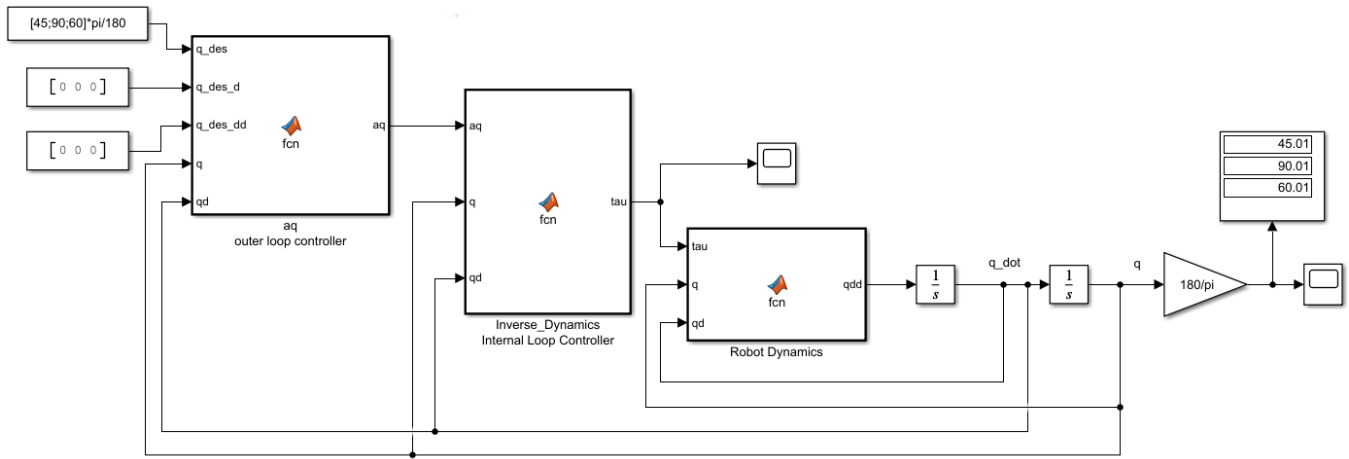 [45;90;60]*pi/180
[ 0 0 0 ]
[ 0 0 0 ]
q_des
q_des_d
q_des_dd
q
qd
fcn
aq
aq
outer loop controller
aq
q
qd
fcn
tau
Inverse_Dynamics
Internal Loop Controller
tau
q
qd
fcn
qdd
Robot Dynamics
1
s
q_dot
1
s
q
180/pi
45.01
90.01
60.01